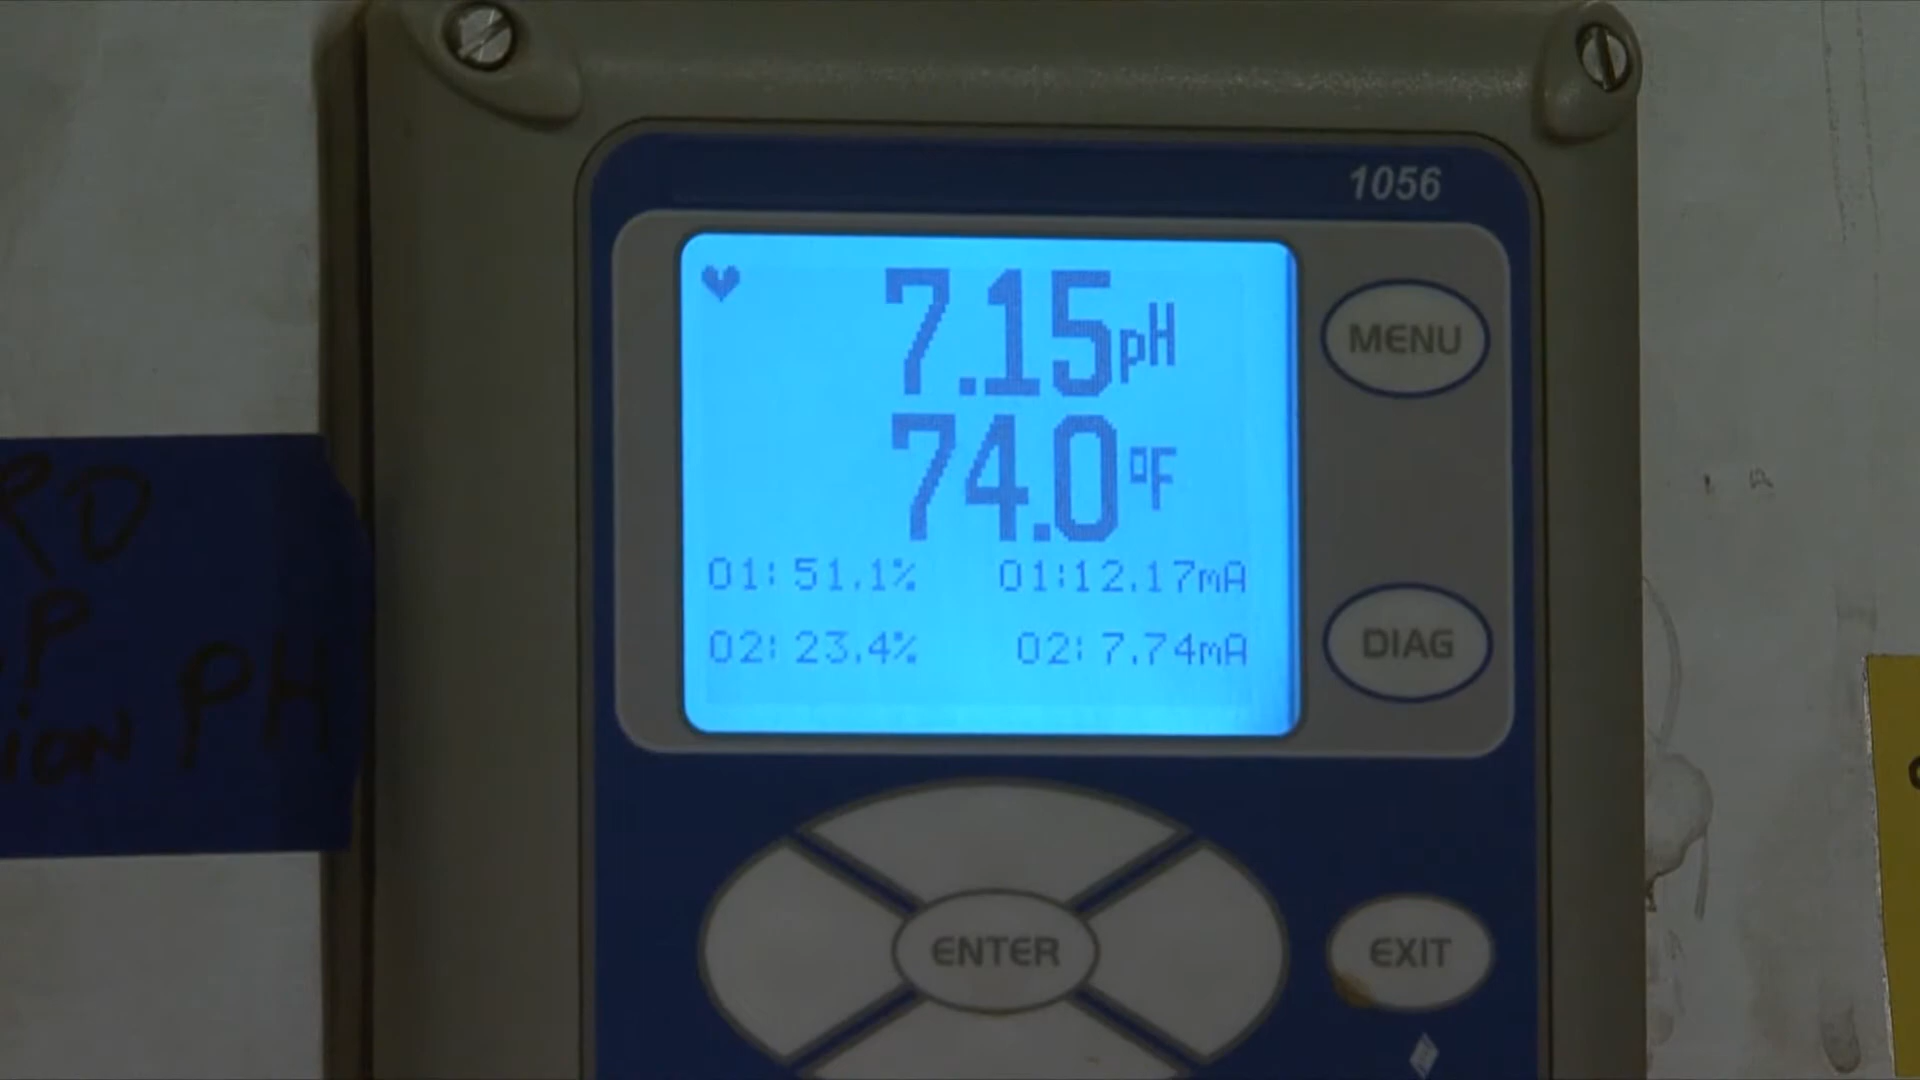 1056
7.15pH
74.0°F
01: 51.1% 01:12.17mA
02: 23.4% 02: 7.74mA
MENU
DIAG
ENTER
EXIT
RD
P
ION PH